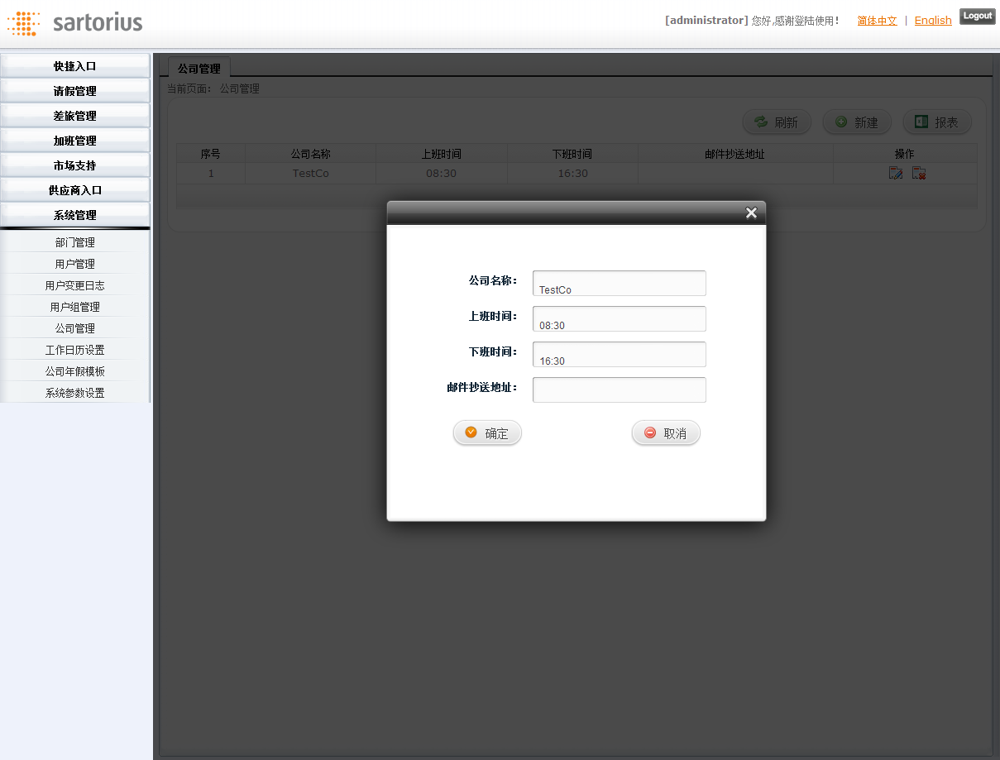 sartorius
[administrator] 您好,感谢登陆使用！ 简体中文 | English Logout
快捷入口
请假管理
差旅管理
加班管理
市场支持
供应商入口
系统管理
部门管理
用户管理
用户变更日志
用户组管理
公司管理
工作日历设置
公司年假模板
系统参数设置
公司管理
当前页面： 公司管理
刷新 新建 报表
序号 公司名称 上班时间 下班时间 邮件抄送地址 操作
1 TestCo 08:30 16:30
公司名称： TestCo
上班时间： 08:30
下班时间： 16:30
邮件抄送地址：
确定 取消